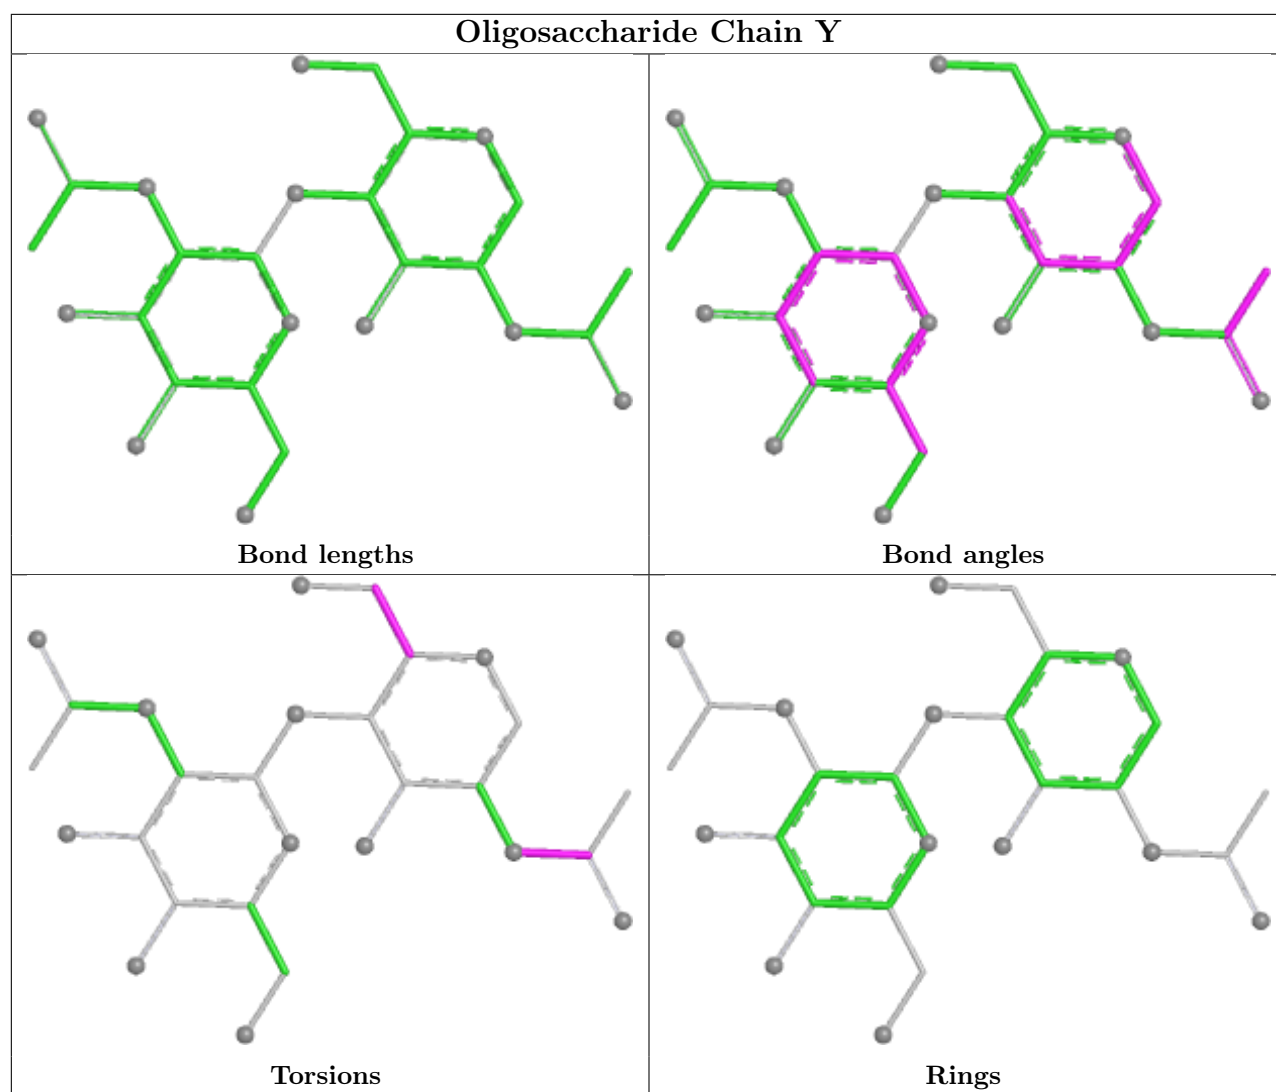 Oligosaccharide Chain Y
Bond lengths
Bond angles
Torsions
Rings